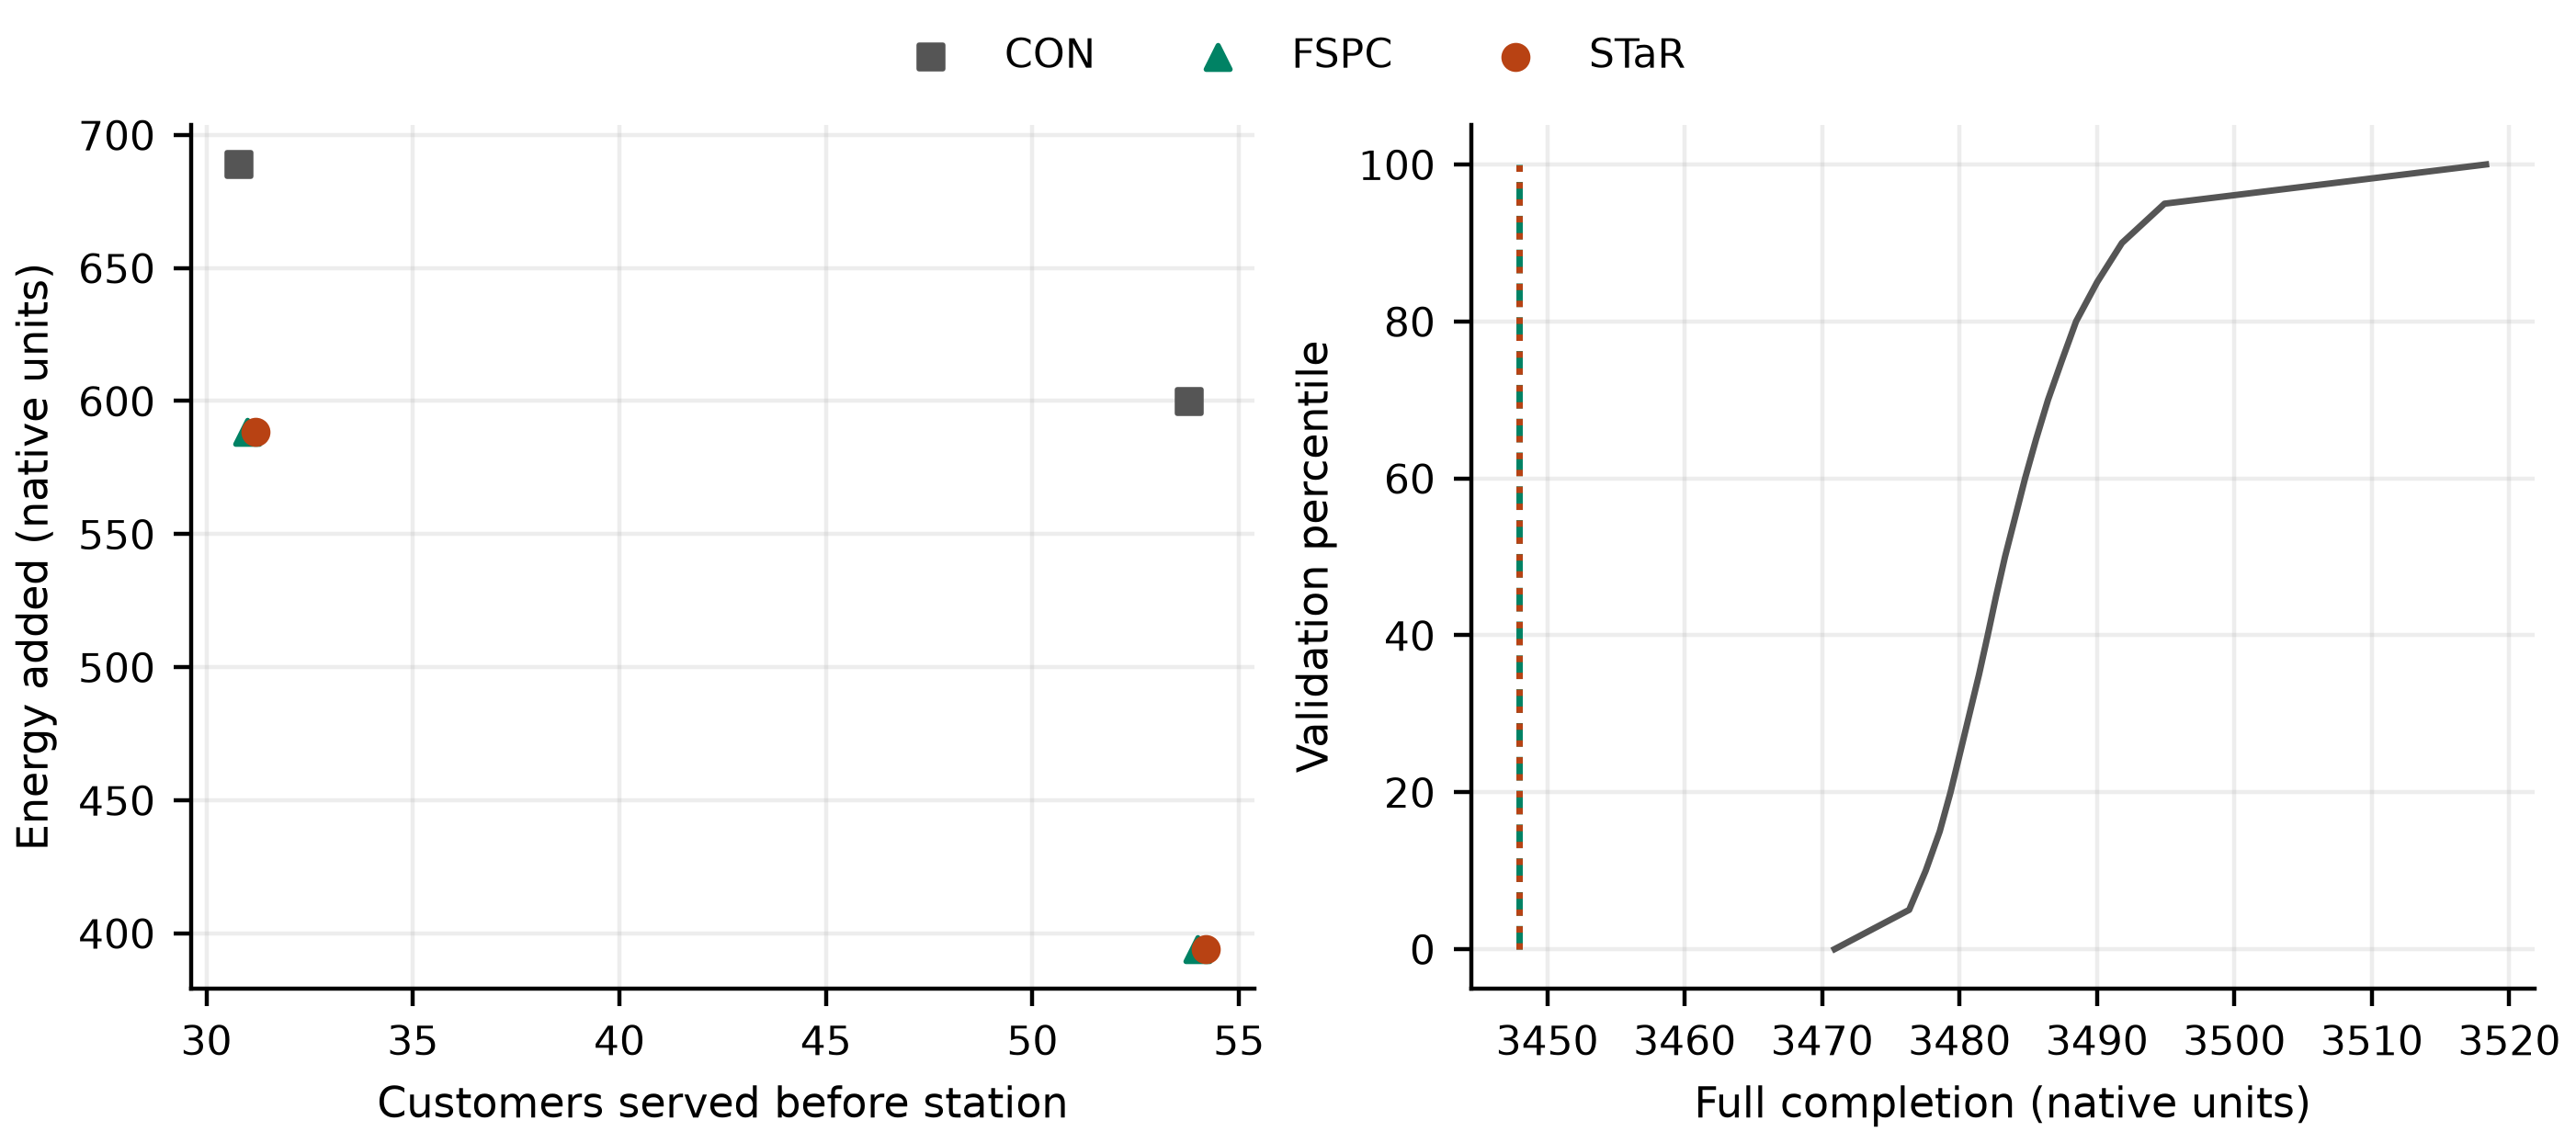 CON FSPC STaR
Energy added (native units)
700
650
600
550
500
450
400
30 35 40 45 50 55
Customers served before station
Validation percentile
100
80
60
40
20
0
3450 3460 3470 3480 3490 3500 3510 3520
Full completion (native units)